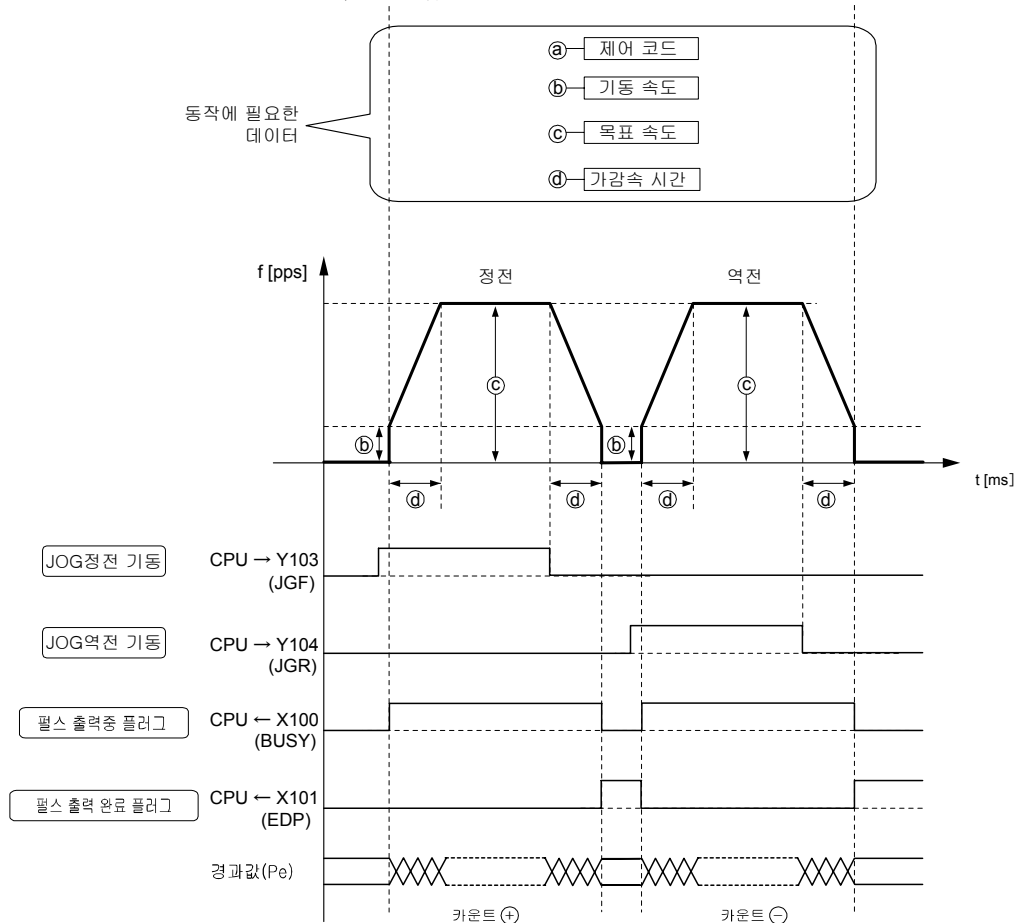 ⓐ 제어 코드
ⓑ 기동 속도
동작에 필요한
데이터
ⓒ 목표 속도
ⓓ 가감속 시간
f [pps]
정전
역전
ⓒ
ⓒ
ⓑ
ⓑ
t [ms]
ⓓ
ⓓ
ⓓ
ⓓ
JOG정전 기동
CPU → Y103
(JGF)
JOG역전 기동
CPU → Y104
(JGR)
펄스 출력중 플러그
CPU ← X100
(BUSY)
펄스 출력 완료 플러그
CPU ← X101
(EDP)
경과값(Pe)
카운트 ⊕
카운트 ⊖